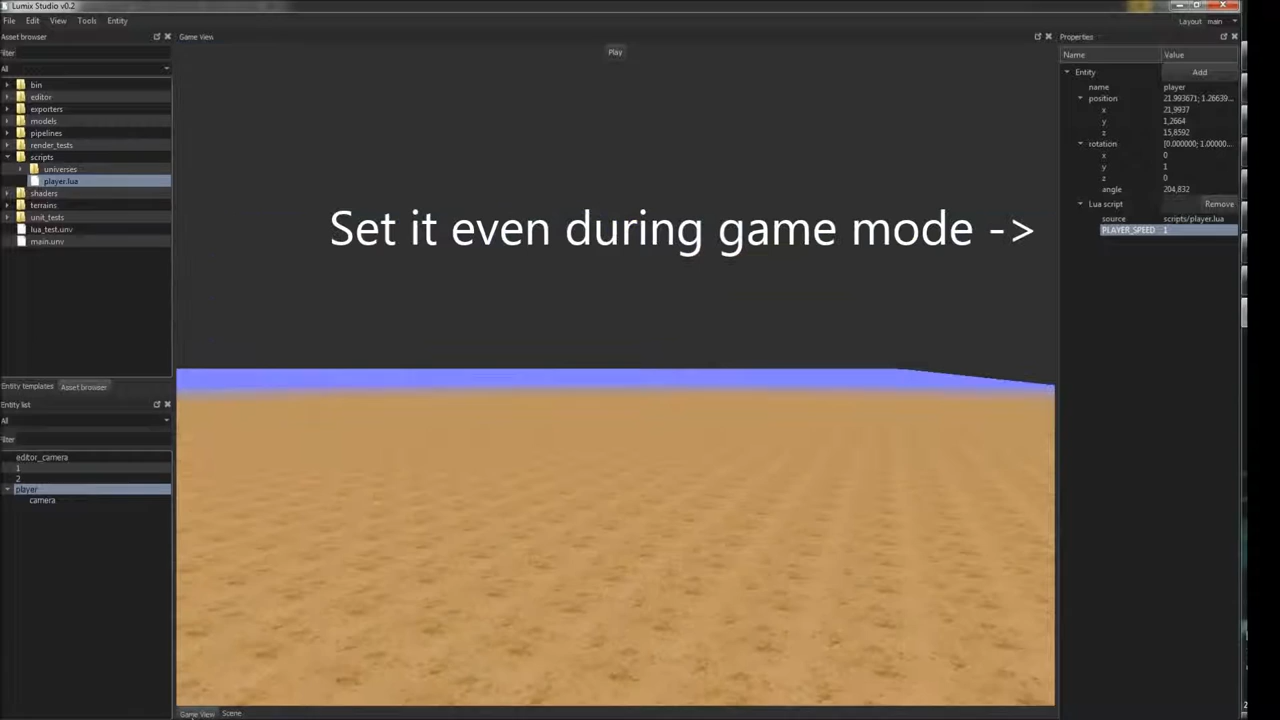 Lumix Studio v0.2
File Edit View Tools Entity
Layout main
Asset browser
Filter
All
bin
editor
exporters
models
pipelines
render_tests
scripts
universes
player.lua
shaders
terrains
unit_tests
lua_test.unv
main.unv
Entity templates Asset browser
Entity list
All
Filter
editor_camera
1
2
player
camera
Game View
Play
Set it even during game mode ->
Game View Scene
Properties
Name Value
Entity Add
name player
position 21.993671; 1.26639...
x 21,9937
y 1,2664
z 15,8592
rotation [0.000000; 1.00000...
x 0
y 1
z 0
angle 204,832
Lua script Remove
source scripts/player.lua
PLAYER_SPEED 1